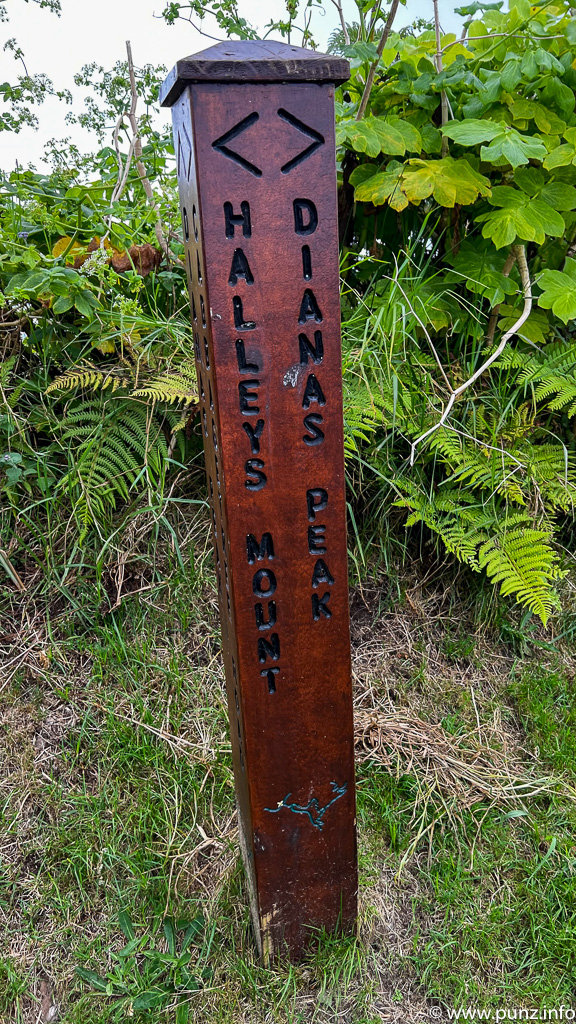 < >
HALLEYS MOUNT
DIANAS PEAK
© www.punz.info